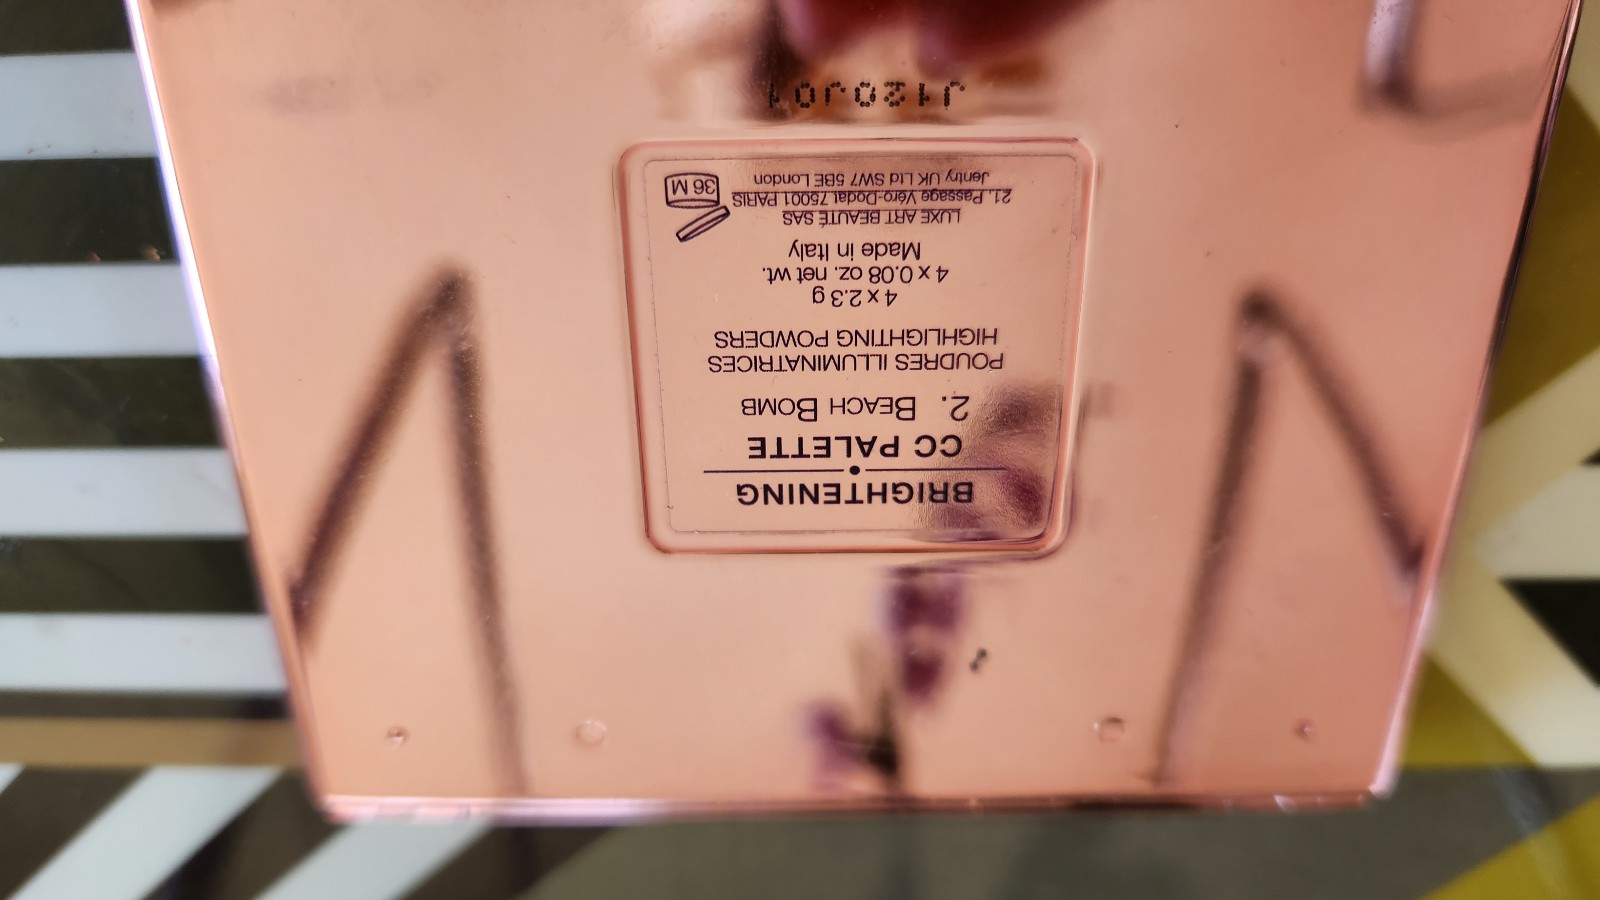 BRIGHTENING
CC PALETTE
2. BEACH BOMB
POUDRES ILLUMINATRICES
HIGHLIGHTING POWDERS
4 x 2.3 g
4 x 0.08 oz. net wt.
Made in Italy
LUXE ART BEAUTÉ SAS
21, Passage Véro-Dodat 75001 PARIS
Jentry UK Ltd SW7 5BE London
36 M
J120J01